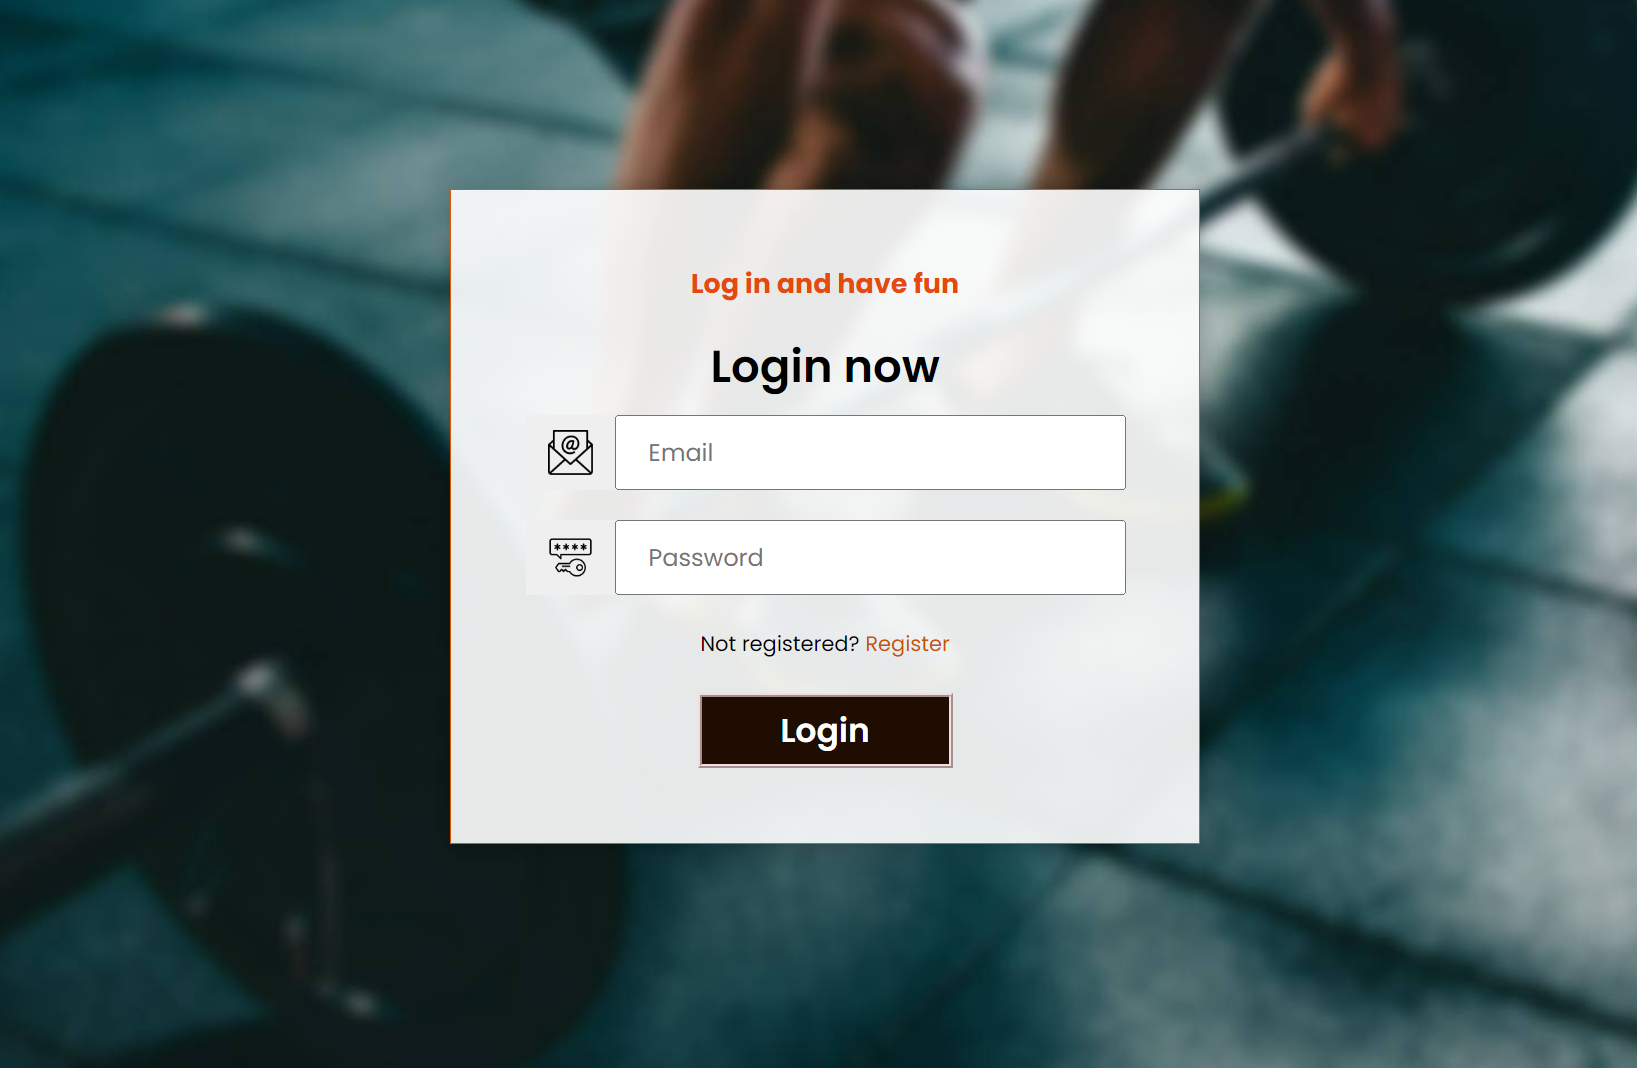 Log in and have fun
Login now
@
Email
****
Password
Not registered? Register
Login